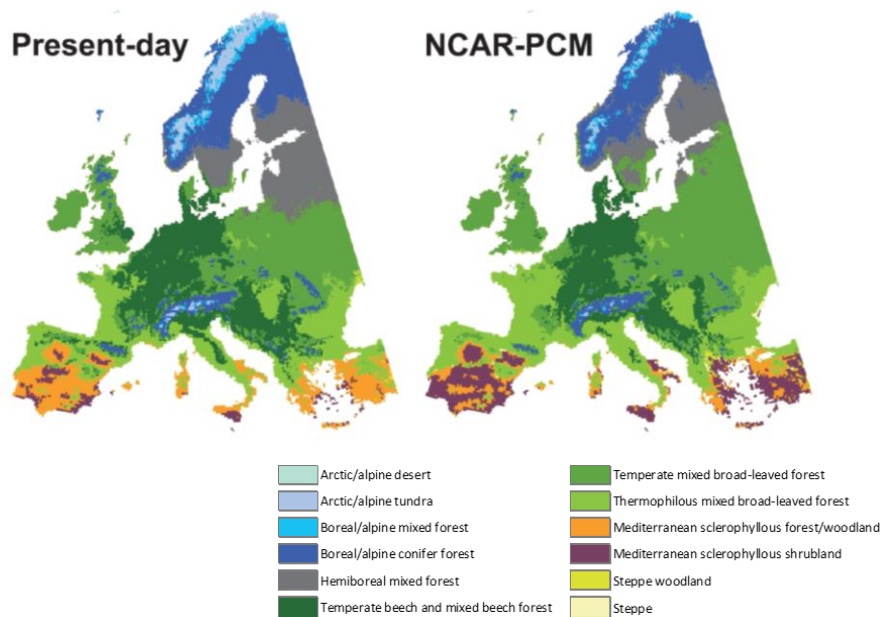 Present-day
NCAR-PCM
Arctic/alpine desert
Arctic/alpine tundra
Boreal/alpine mixed forest
Boreal/alpine conifer forest
Hemiboreal mixed forest
Temperate beech and mixed beech forest
Temperate mixed broad-leaved forest
Thermophilous mixed broad-leaved forest
Mediterranean sclerophyllous forest/woodland
Mediterranean sclerophyllous shrubland
Steppe woodland
Steppe